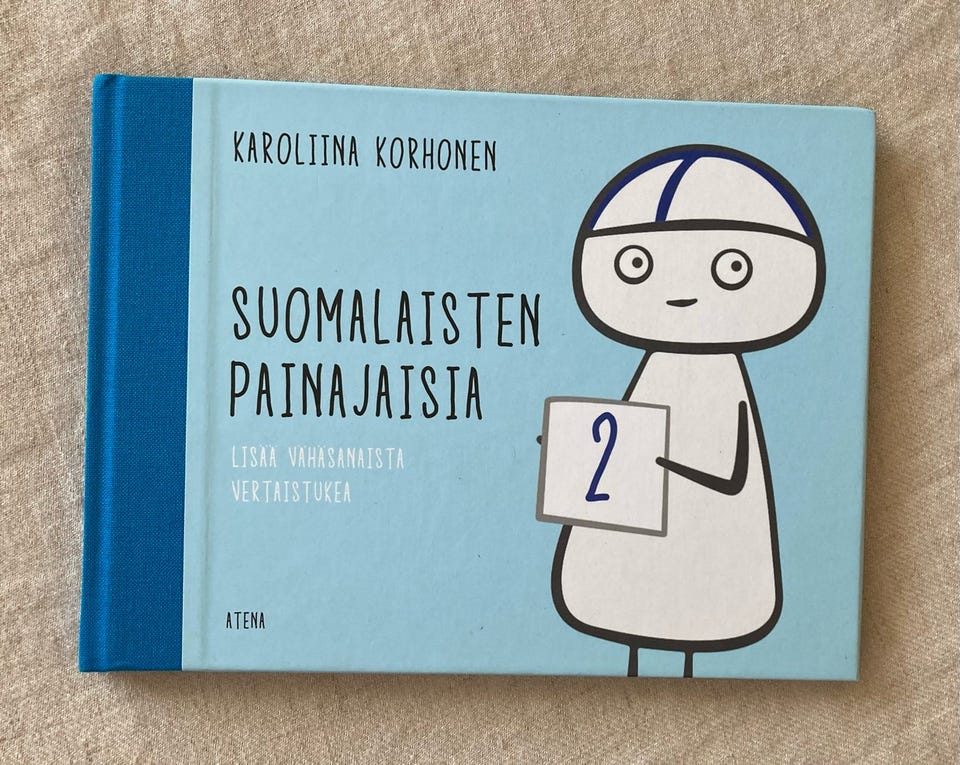 KAROLIINA KORHONEN
SUOMALAISTEN
PAINAJAISIA
LISÄÄ VÄHÄSANAISTA
VERTAISTUKEA
2
ATENA